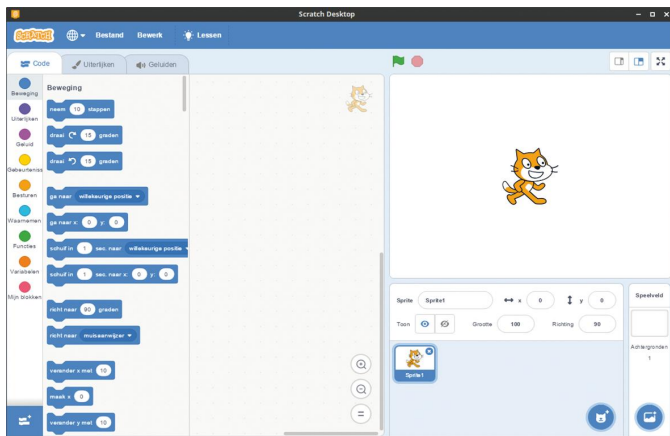 Scratch Desktop
SCRATCH
Bestand Bewerk Lessen
Code Uiterlijken Geluiden
Beweging
Uiterlijken
Geluid
Gebeurteniss
Besturen
Waarnemen
Functies
Variabelen
Mijn blokken
Beweging
neem 10 stappen
draai 15 graden
draai 15 graden
ga naar willekeurige positie
ga naar x: 0 y: 0
schuif in 1 sec. naar willekeurige positie
schuif in 1 sec. naar x: 0 y: 0
richt naar 90 graden
richt naar muisaanwijzer
verander x met 10
maak x 0
verander y met 10
Sprite Sprite1 x 0 y 0
Toon Grootte 100 Richting 90
Sprite1
Speelveld
Achtergronden
1